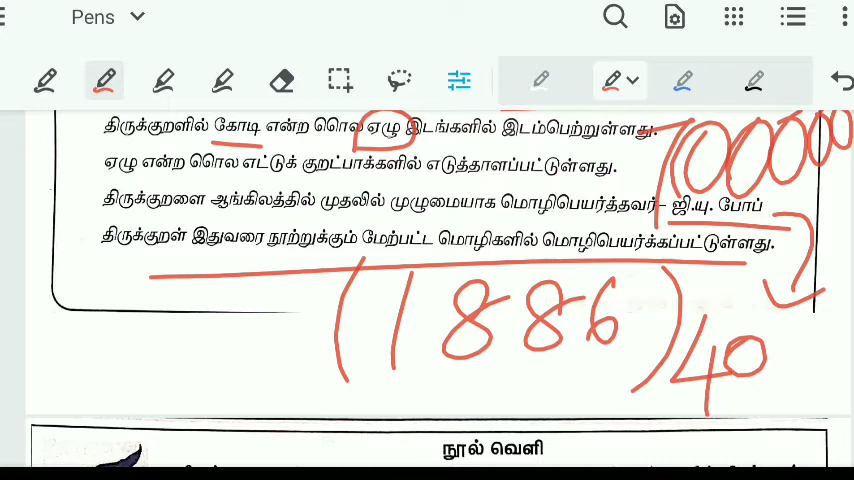 Pens
திருக்குறளில் கோடி என்ற சொல் ஏழு இடங்களில் இடம்பெற்றுள்ளது.
ஏழு என்ற சொல் எட்டுக் குறட்பாக்களில் எடுத்தாளப்பட்டுள்ளது.
திருக்குறளை ஆங்கிலத்தில் முதலில் முழுமையாக மொழிபெயர்த்தவர் - ஜி.யு. போப்
திருக்குறள் இதுவரை நூற்றுக்கும் மேற்பட்ட மொழிகளில் மொழிபெயர்க்கப்பட்டுள்ளது.
(1886) 40
நூல் வெளி